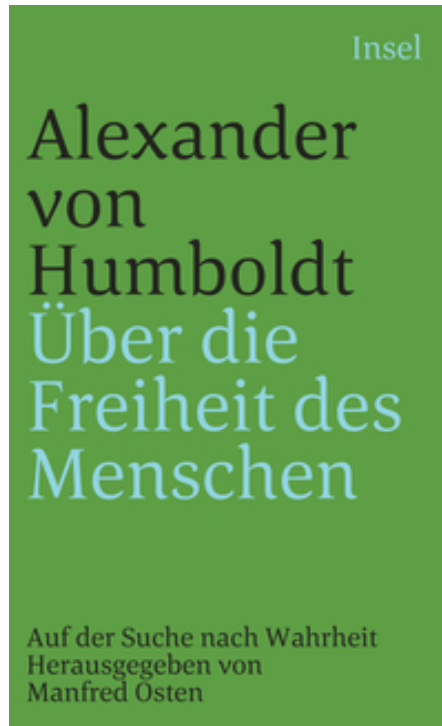 Insel
Alexander
von
Humboldt
Über die
Freiheit des
Menschen
Auf der Suche nach Wahrheit
Herausgegeben von
Manfred Osten